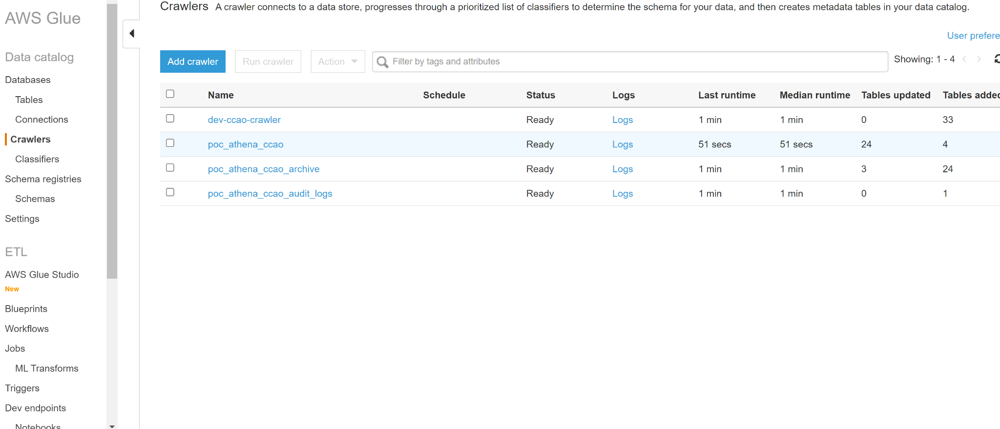 AWS Glue
Data catalog
Databases
Tables
Connections
Crawlers
Classifiers
Schema registries
Schemas
Settings
ETL
AWS Glue Studio
New
Blueprints
Workflows
Jobs
ML Transforms
Triggers
Dev endpoints
Notebooks
Crawlers A crawler connects to a data store, progresses through a prioritized list of classifiers to determine the schema for your data, and then creates metadata tables in your data catalog.
User prefere
Add crawler Run crawler Action Filter by tags and attributes Showing: 1 - 4
Name Schedule Status Logs Last runtime Median runtime Tables updated Tables added
dev-ccao-crawler Ready Logs 1 min 1 min 0 33
poc_athena_ccao Ready Logs 51 secs 51 secs 24 4
poc_athena_ccao_archive Ready Logs 1 min 1 min 3 24
poc_athena_ccao_audit_logs Ready Logs 1 min 1 min 0 1